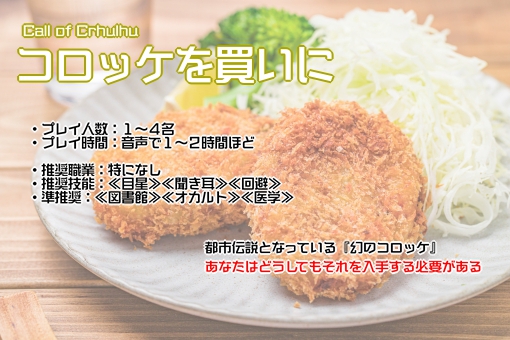 Call of Crhulhu
コロッケを買いに
・プレイ人数：１～４名
・プレイ時間：音声で１～２時間ほど
・推奨職業：特になし
・推奨技能：≪目星≫≪聞き耳≫≪回避≫
・準推奨：≪図書館≫≪オカルト≫≪医学≫
都市伝説となっている『幻のコロッケ』
あなたはどうしてもそれを入手する必要がある